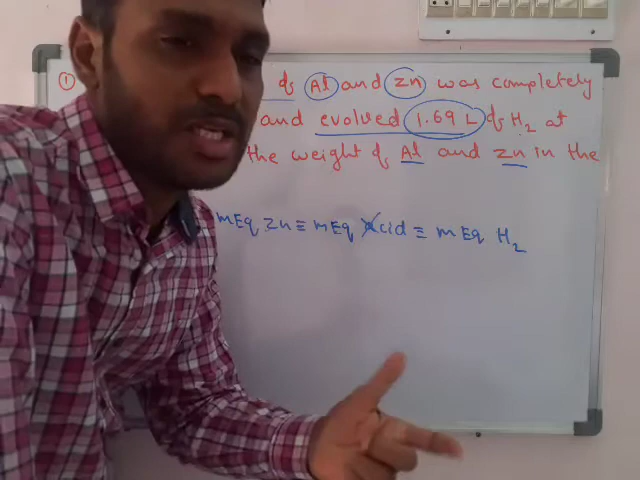 ① of Al and Zn was completely
and evolved 1.69 L of H₂ at
the weight of Al and Zn in the
mEq Zn ≡ mEq Acid ≡ mEq H₂